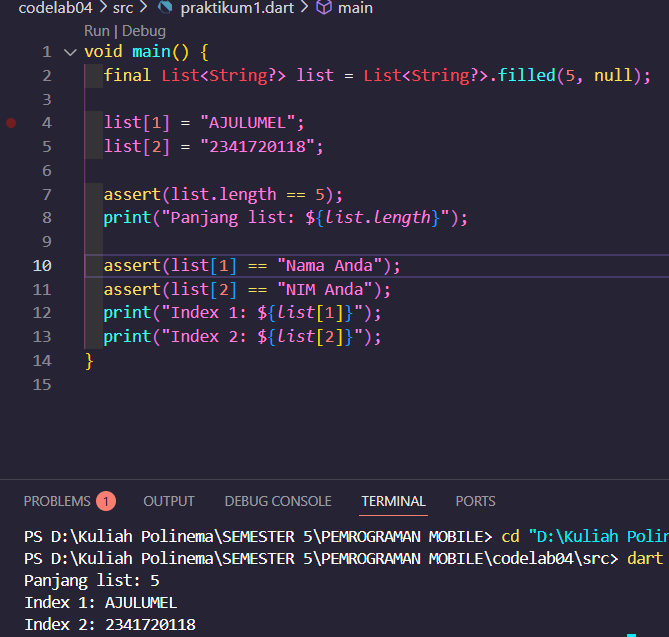 codelab04 > src > praktikum1.dart > main
Run | Debug
1 void main() {
2 final List<String?> list = List<String?>.filled(5, null);
3
4 list[1] = "AJULUMEL";
5 list[2] = "2341720118";
6
7 assert(list.length == 5);
8 print("Panjang list: ${list.length}");
9
10 assert(list[1] == "Nama Anda");
11 assert(list[2] == "NIM Anda");
12 print("Index 1: ${list[1]}");
13 print("Index 2: ${list[2]}");
14 }
15
PROBLEMS 1 OUTPUT DEBUG CONSOLE TERMINAL PORTS
PS D:\Kuliah Polinema\SEMESTER 5\PEMROGRAMAN MOBILE> cd "D:\Kuliah Polin
PS D:\Kuliah Polinema\SEMESTER 5\PEMROGRAMAN MOBILE\codelab04\src> dart
Panjang list: 5
Index 1: AJULUMEL
Index 2: 2341720118